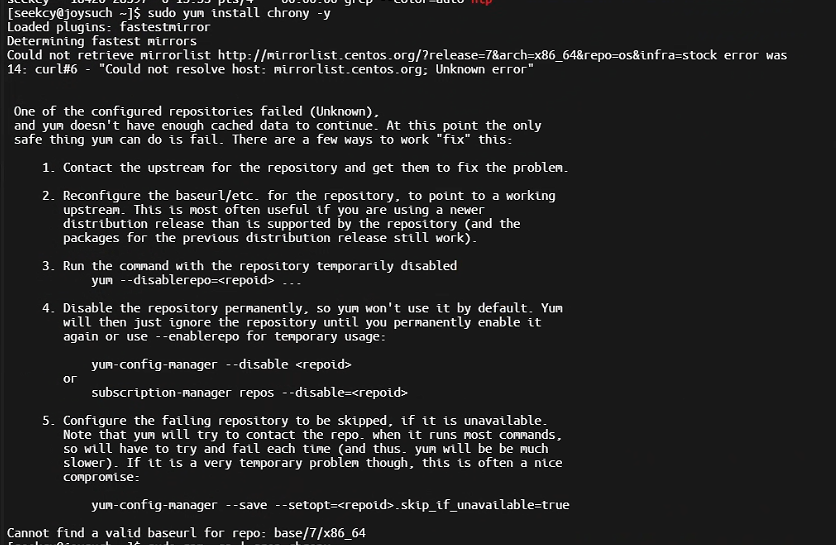 [seekcy@joysuch ~]$ sudo yum install chrony -y
Loaded plugins: fastestmirror
Determining fastest mirrors
Could not retrieve mirrorlist http://mirrorlist.centos.org/?release=7&arch=x86_64&repo=os&infra=stock error was
14: curl#6 - "Could not resolve host: mirrorlist.centos.org; Unknown error"
One of the configured repositories failed (Unknown),
and yum doesn't have enough cached data to continue. At this point the only
safe thing yum can do is fail. There are a few ways to work "fix" this:
1. Contact the upstream for the repository and get them to fix the problem.
2. Reconfigure the baseurl/etc. for the repository, to point to a working
upstream. This is most often useful if you are using a newer
distribution release than is supported by the repository (and the
packages for the previous distribution release still work).
3. Run the command with the repository temporarily disabled
yum --disablerepo=<repoid> ...
4. Disable the repository permanently, so yum won't use it by default. Yum
will then just ignore the repository until you permanently enable it
again or use --enablerepo for temporary usage:
yum-config-manager --disable <repoid>
or
subscription-manager repos --disable=<repoid>
5. Configure the failing repository to be skipped, if it is unavailable.
Note that yum will try to contact the repo. when it runs most commands,
so will have to try and fail each time (and thus. yum will be be much
slower). If it is a very temporary problem though, this is often a nice
compromise:
yum-config-manager --save --setopt=<repoid>.skip_if_unavailable=true
Cannot find a valid baseurl for repo: base/7/x86_64